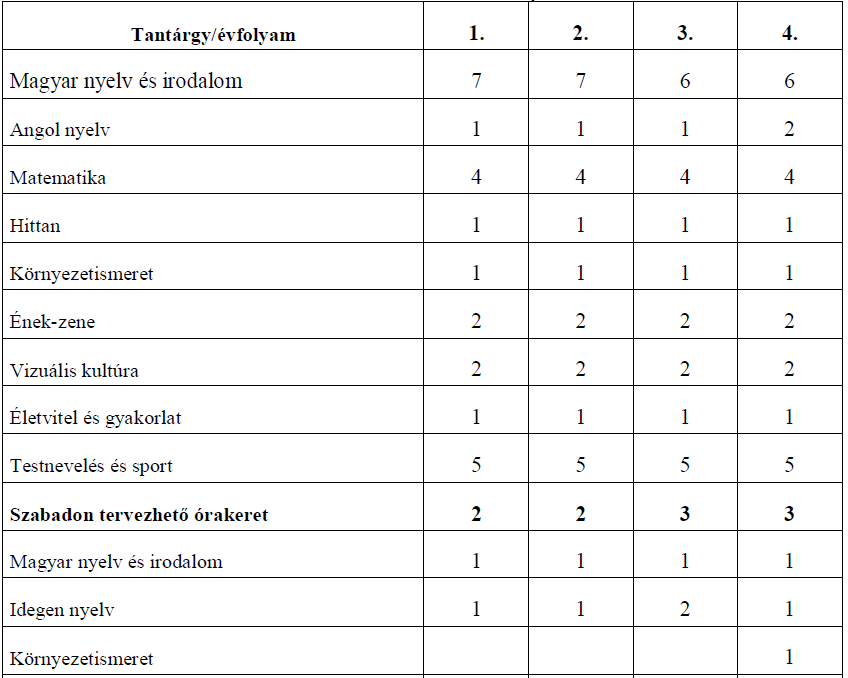 Tantárgy/évfolyam 1. 2. 3. 4.
Magyar nyelv és irodalom 7 7 6 6
Angol nyelv 1 1 1 2
Matematika 4 4 4 4
Hittan 1 1 1 1
Környezetismeret 1 1 1 1
Ének-zene 2 2 2 2
Vizuális kultúra 2 2 2 2
Életvitel és gyakorlat 1 1 1 1
Testnevelés és sport 5 5 5 5
Szabadon tervezhető órakeret 2 2 3 3
Magyar nyelv és irodalom 1 1 1 1
Idegen nyelv 1 1 2 1
Környezetismeret 1